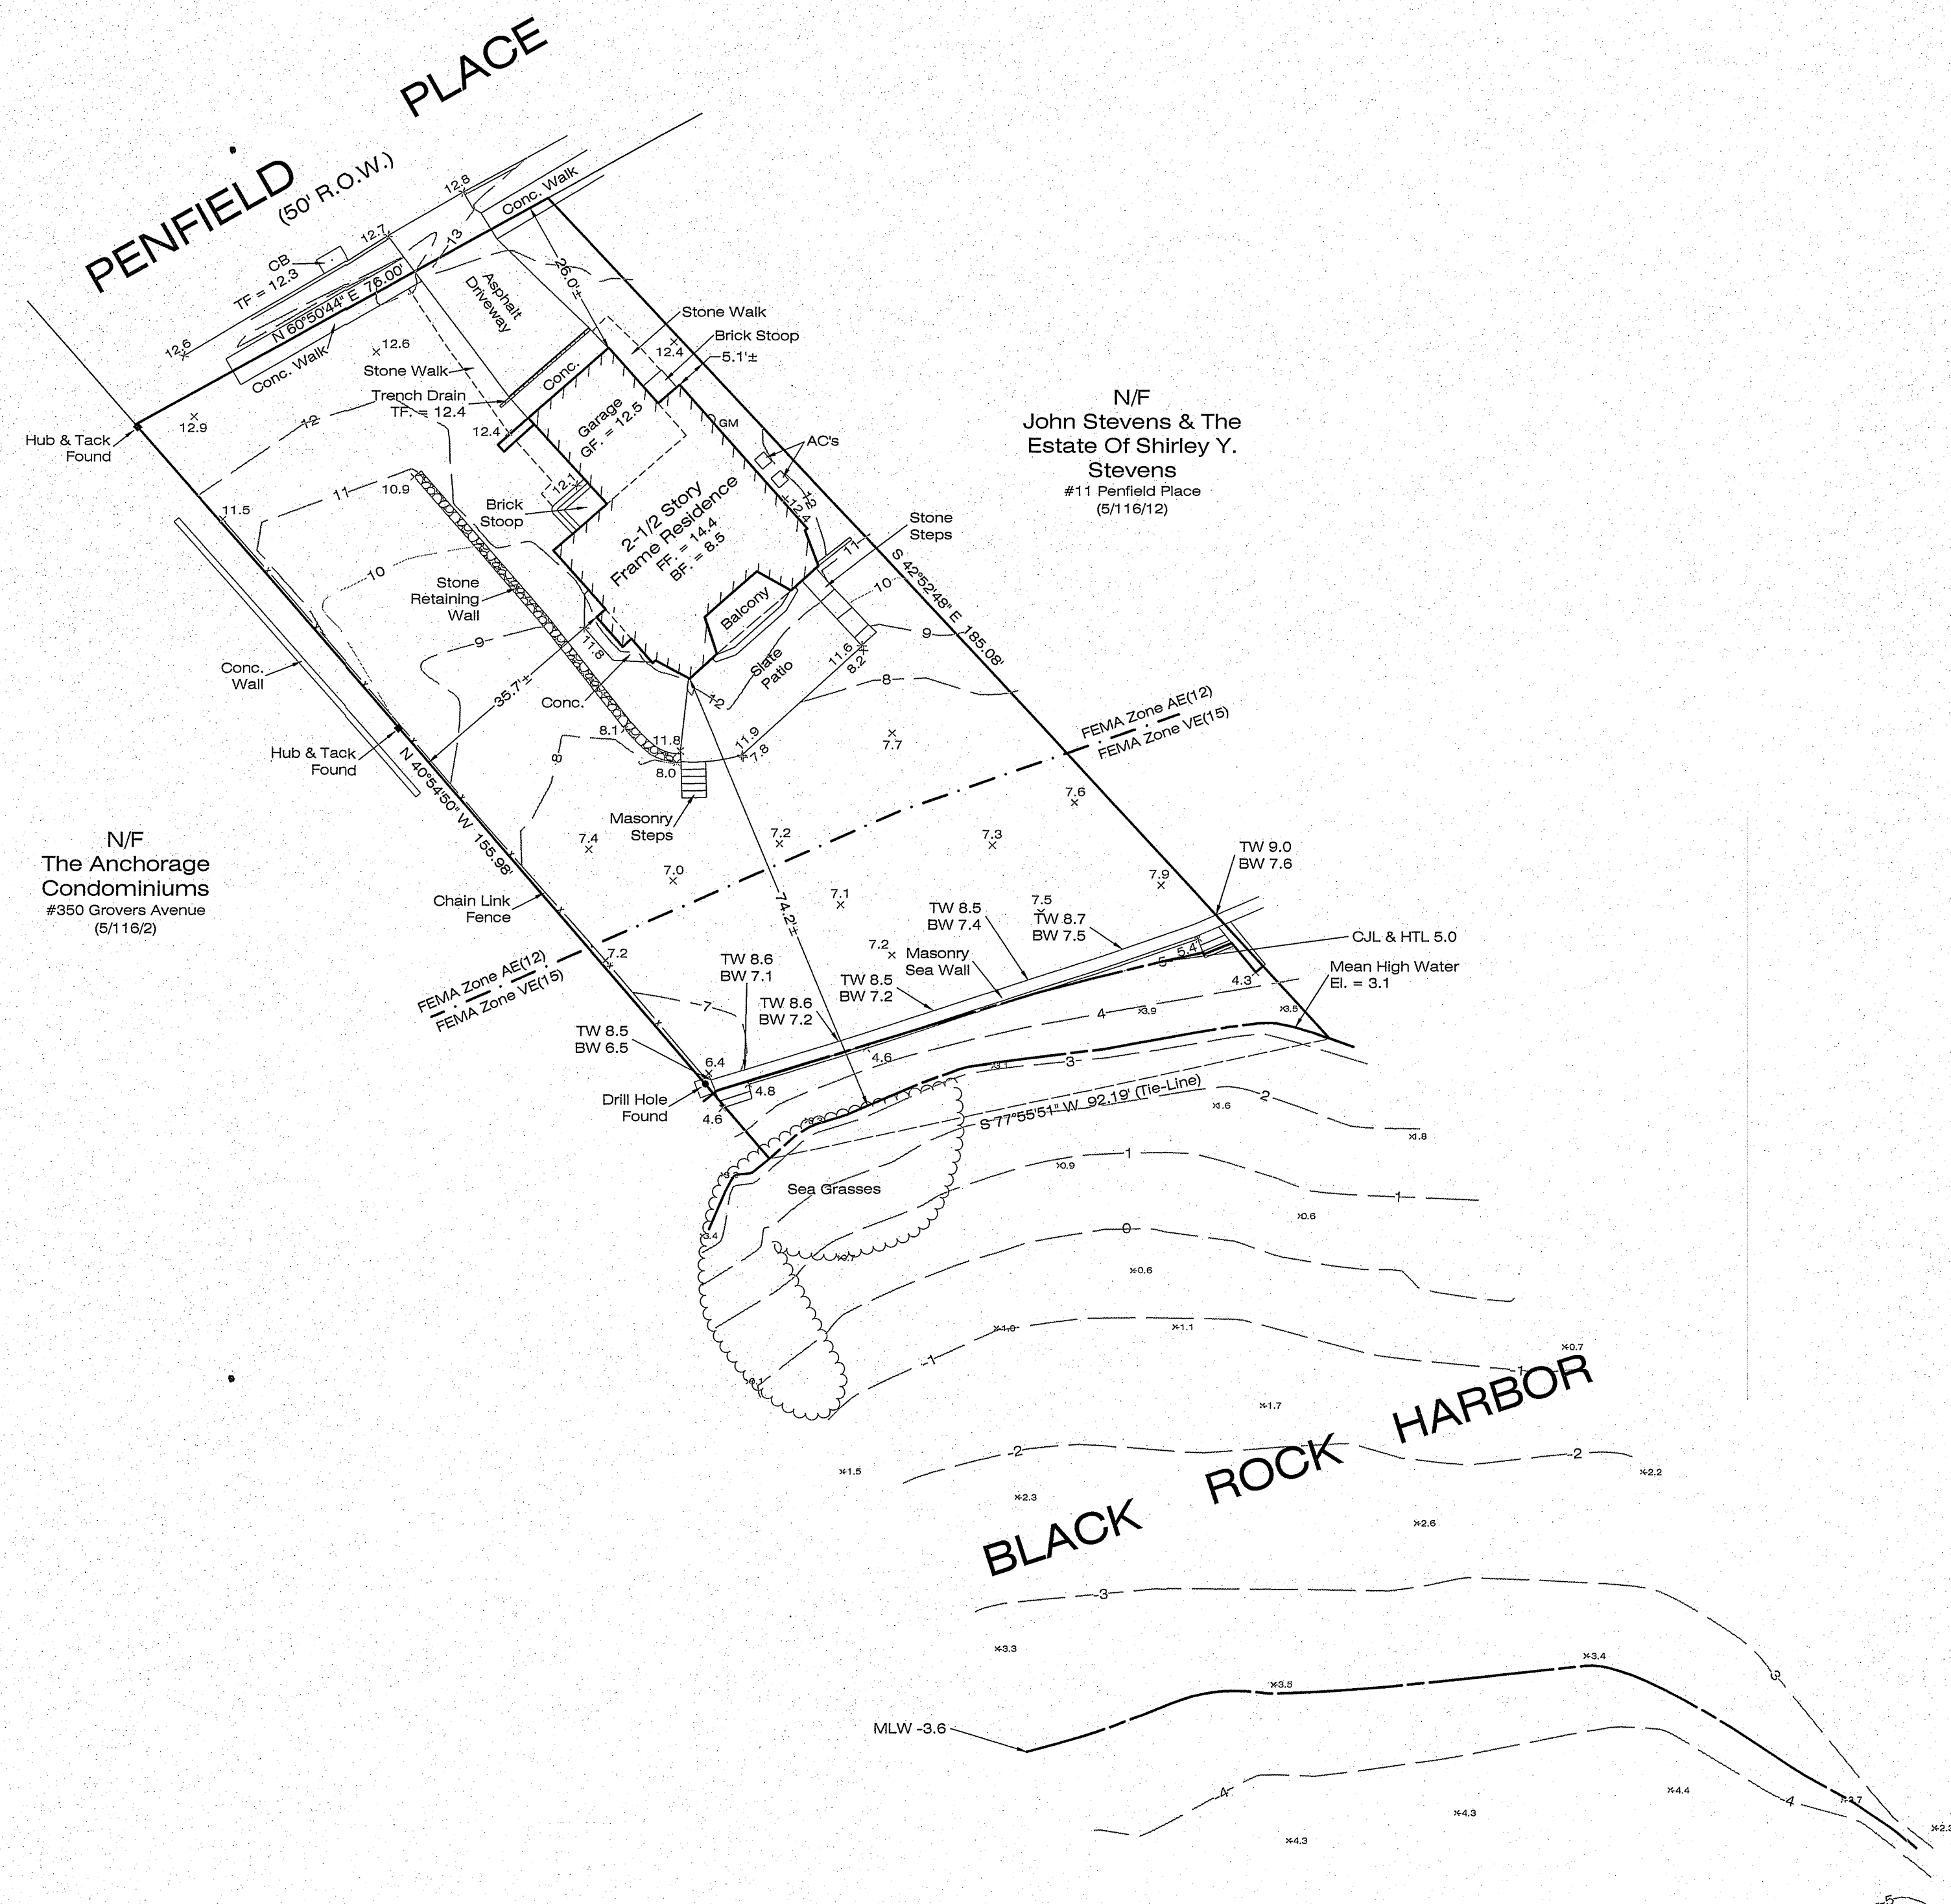 PENFIELD PLACE
(50' R.O.W.)
12.8
Conc. Walk
12.7
13
CB
TF = 12.3
N 60°50'44" E 76.00'
12.6
Conc. Walk
12.6
Asphalt
Driveway
26.0'±
Stone Walk
Brick Stoop
12.4
5.1'±
Stone Walk
Trench Drain
TF. = 12.4
Conc.
12.9
12
Hub & Tack
Found
12.4
Garage
GF. = 12.5
GM
AC's
N/F
John Stevens & The
Estate Of Shirley Y.
Stevens
#11 Penfield Place
(5/116/12)
11
10.9
11.5
12.1
Brick
Stoop
2-1/2 Story
Frame Residence
FF. = 14.4
BF. = 8.5
12
12.4
Stone
Steps
11
S 42°52'48" E 185.08'
10
10
Stone
Retaining
Wall
Balcony
9
9
11.8
11.6
8.2
Slate
Patio
Conc.
Wall
35.7'±
Conc.
12
8
8.1
11.8
11.9
7.8
8.0
7.7
8
Hub & Tack
Found
N 40°54'50" W 155.98'
FEMA Zone AE(12)
FEMA Zone VE(15)
7.6
Masonry
Steps
7.4
7.2
7.3
7.0
N/F
The Anchorage
Condominiums
#350 Grovers Avenue
(5/116/2)
TW 9.0
BW 7.6
7.9
7.1
7.5
74.2'±
Chain Link
Fence
TW 8.5
BW 7.4
TW 8.7
BW 7.5
CJL & HTL 5.0
5.4
5
7.2
Masonry
Sea Wall
7.2
FEMA Zone AE(12)
FEMA Zone VE(15)
TW 8.6
BW 7.1
TW 8.5
BW 7.2
TW 8.6
BW 7.2
Mean High Water
El. = 3.1
4.3
7
TW 8.5
BW 6.5
4
3.9
3.5
6.4
4.6
3
3.1
Drill Hole
Found
4.8
4.6
S 77°55'51" W 92.19' (Tie-Line)
2
1.6
1.8
1
0.9
Sea Grasses
1
0.6
3.4
0
0.7
-0.6
-1.0
-1.1
-1
-0.7
-1
-1.7
BLACK ROCK HARBOR
-2
-2
-1.5
-2.2
-2.3
-2.6
-3
-3.3
-3.4
-3
-3.5
MLW -3.6
-4
-4.4
-4
-3.7
-4.3
-4.3
-2.3
-5